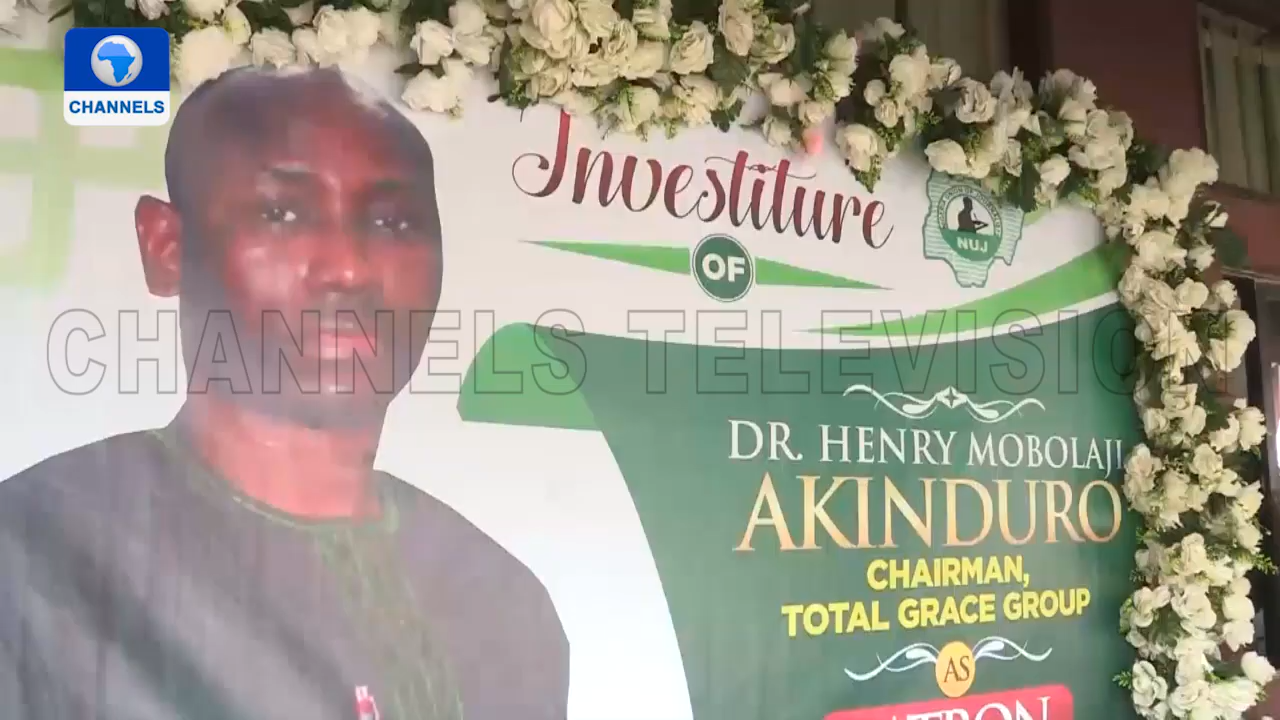 CHANNELS
Investiture
OF
NUJ
CHANNELS TELEVISION
DR. HENRY MOBOLAJI
AKINDURO
CHAIRMAN,
TOTAL GRACE GROUP
AS